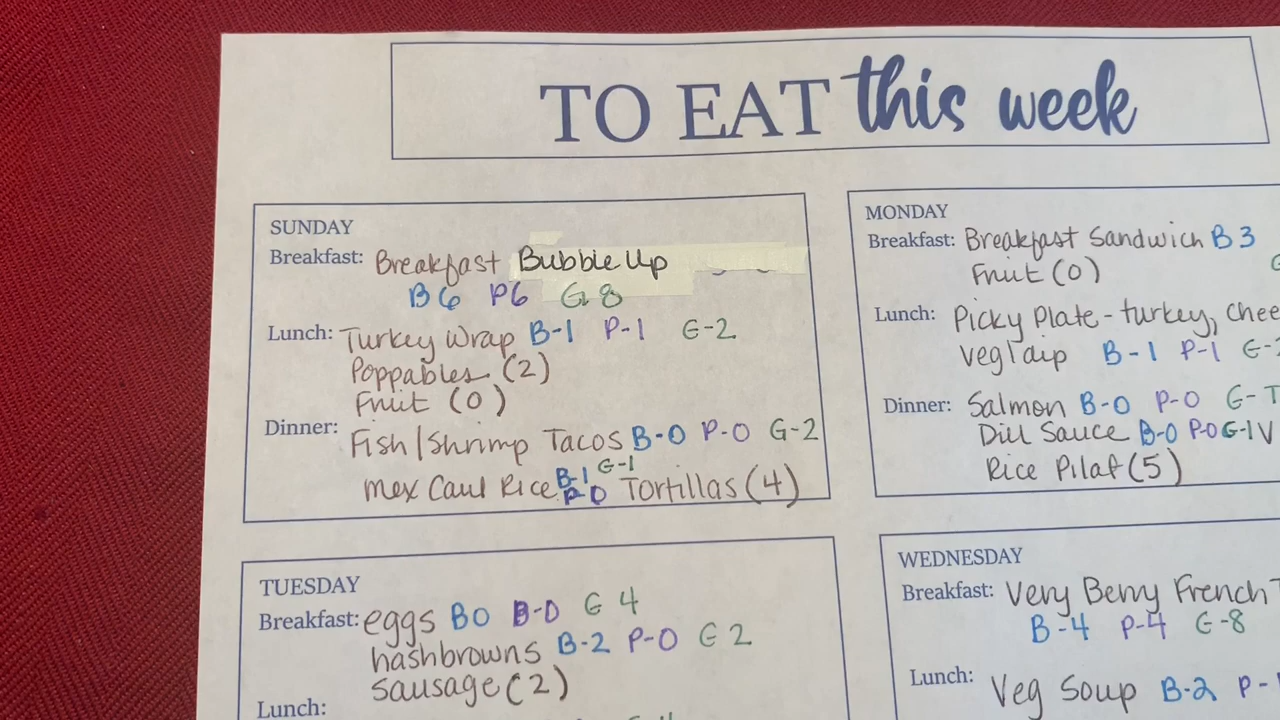 TO EAT this week
SUNDAY
Breakfast: Breakfast Bubble Up
B6 P6 G8
Lunch: Turkey Wrap B-1 P-1 G-2
Poppables (2)
Fruit (0)
Dinner: Fish/Shrimp Tacos B-0 P-0 G-2
Mex Caul Rice B-1 G-1 P-0 Tortillas (4)
MONDAY
Breakfast: Breakfast Sandwich B3
Fruit (0)
Lunch: Picky Plate - turkey, Chee
veg/dip B-1 P-1 G-2
Dinner: Salmon B-0 P-0 G-
Dill Sauce B-0 P-0 G-1
Rice Pilaf (5)
TUESDAY
Breakfast: eggs B0 B-0 G4
hashbrowns B-2 P-0 G2
sausage (2)
Lunch:
WEDNESDAY
Breakfast: Very Berry French
B-4 P-4 G-8
Lunch: Veg Soup B-2 P-